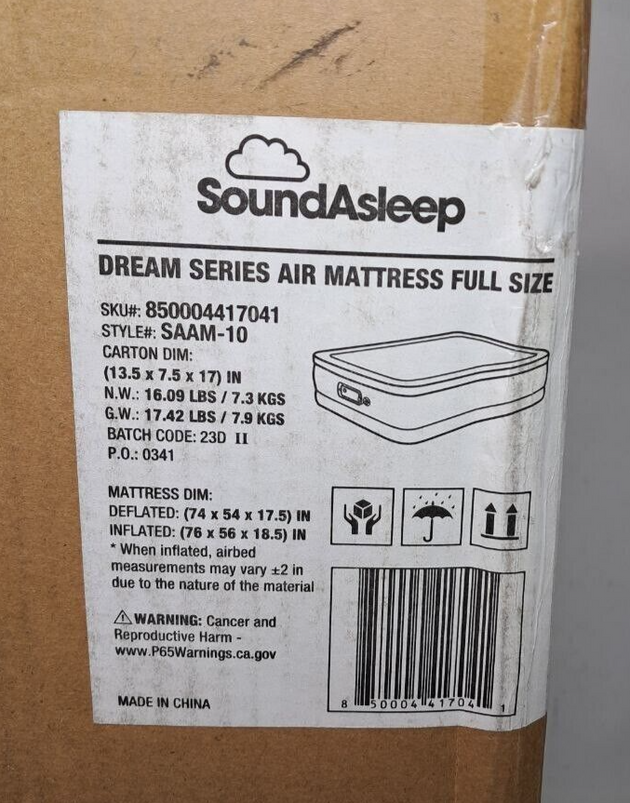 SoundAsleep
DREAM SERIES AIR MATTRESS FULL SIZE
SKU#: 850004417041
STYLE#: SAAM-10
CARTON DIM:
(13.5 x 7.5 x 17) IN
N.W.: 16.09 LBS / 7.3 KGS
G.W.: 17.42 LBS / 7.9 KGS
BATCH CODE: 23D II
P.O.: 0341
MATTRESS DIM:
DEFLATED: (74 x 54 x 17.5) IN
INFLATED: (76 x 56 x 18.5) IN
* When inflated, airbed
measurements may vary ±2 in
due to the nature of the material
⚠WARNING: Cancer and
Reproductive Harm -
www.P65Warnings.ca.gov
MADE IN CHINA
8 50004 41704 1